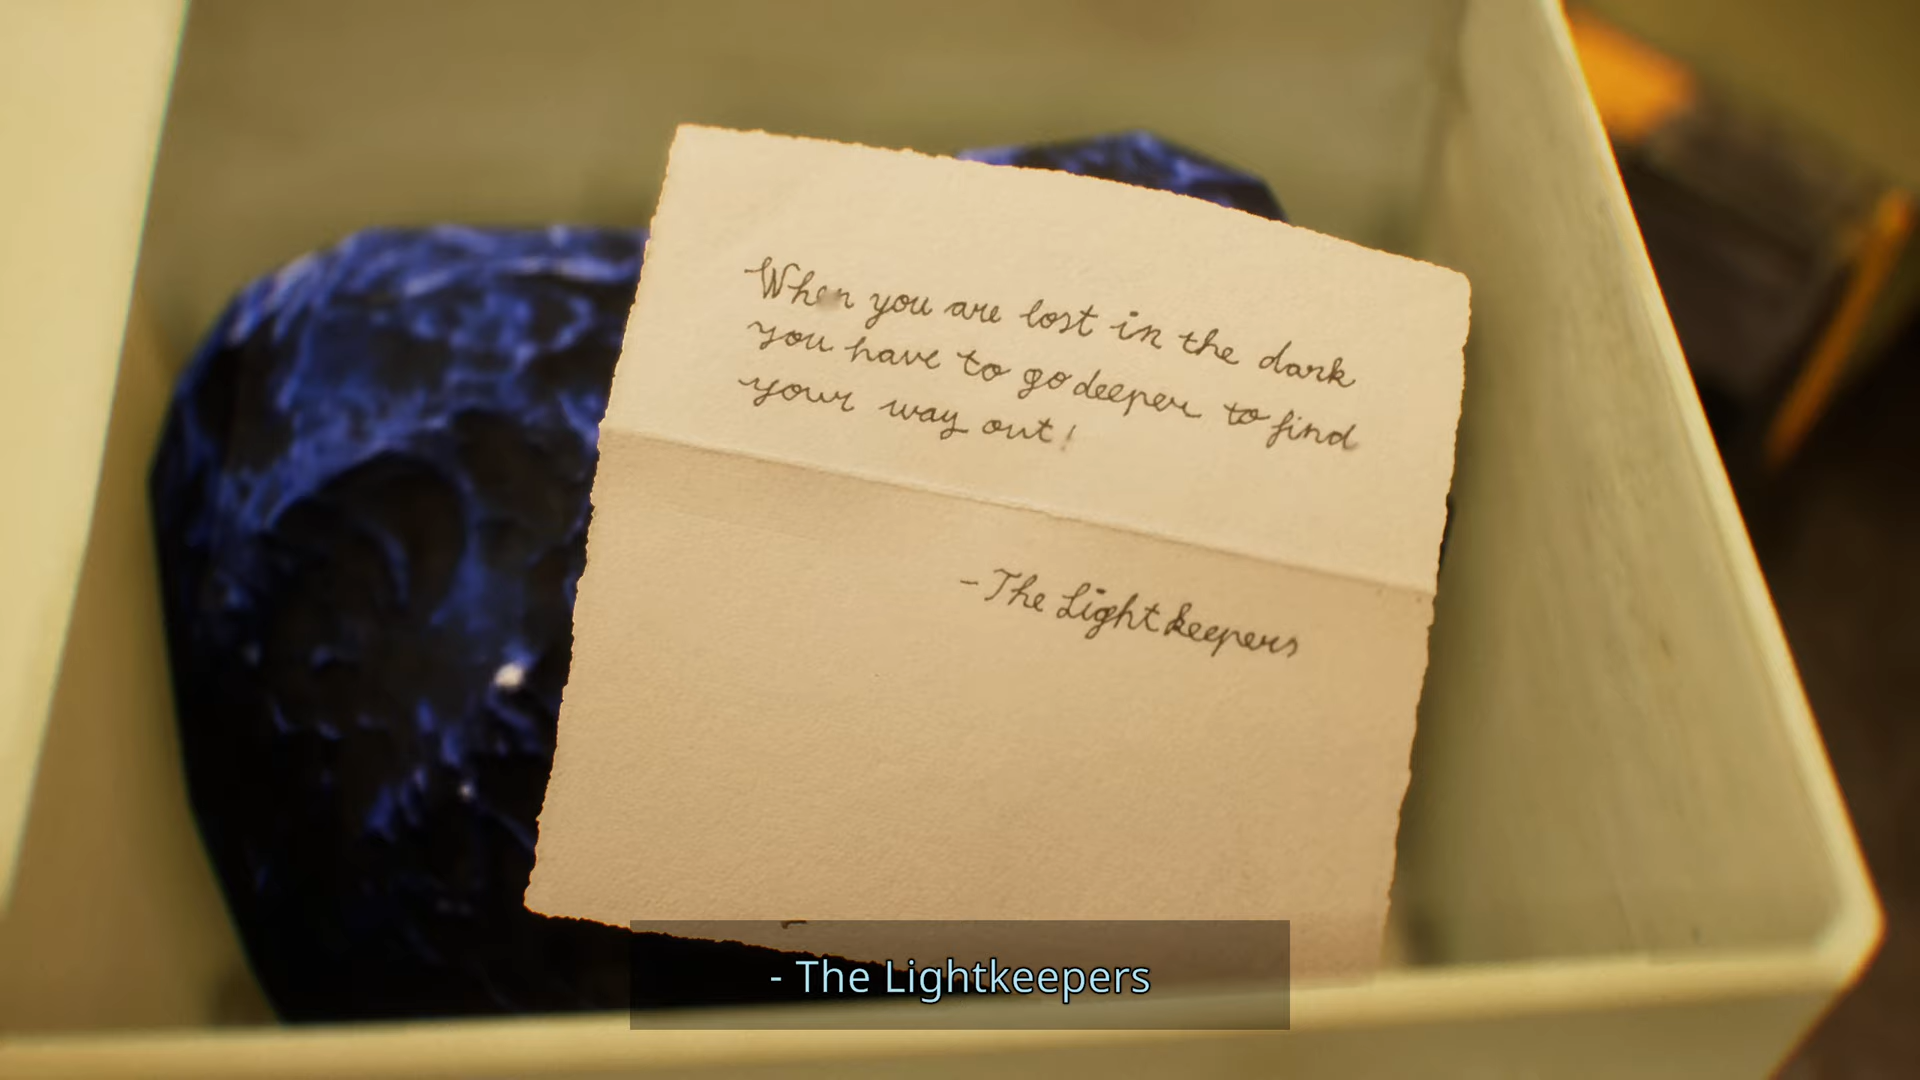 When you are lost in the dark
you have to go deeper to find
your way out!
- The Lightkeepers
- The Lightkeepers